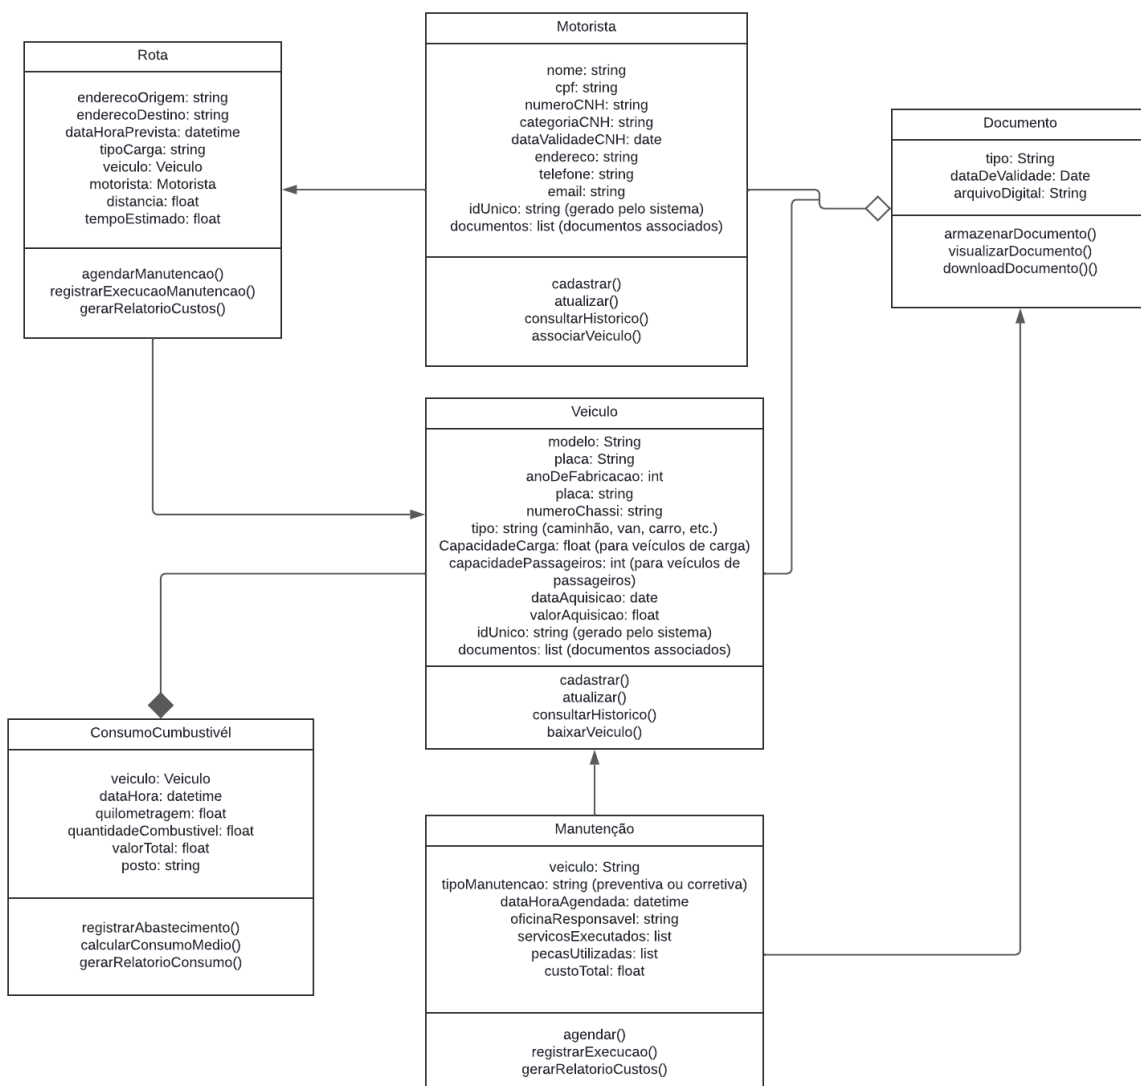 Rota
enderecoOrigem: string
enderecoDestino: string
dataHoraPrevista: datetime
tipoCarga: string
veiculo: Veiculo
motorista: Motorista
distancia: float
tempoEstimado: float
agendarManutencao()
registrarExecucaoManutencao()
gerarRelatorioCustos()
Motorista
nome: string
cpf: string
numeroCNH: string
categoriaCNH: string
dataValidadeCNH: date
endereco: string
telefone: string
email: string
idUnico: string (gerado pelo sistema)
documentos: list (documentos associados)
cadastrar()
atualizar()
consultarHistorico()
associarVeiculo()
Documento
tipo: String
dataDeValidade: Date
arquivoDigital: String
armazenarDocumento()
visualizarDocumento()
downloadDocumento()()
Veiculo
modelo: String
placa: String
anoDeFabricacao: int
placa: string
numeroChassi: string
tipo: string (caminhão, van, carro, etc.)
CapacidadeCarga: float (para veículos de carga)
capacidadePassageiros: int (para veículos de
passageiros)
dataAquisicao: date
valorAquisicao: float
idUnico: string (gerado pelo sistema)
documentos: list (documentos associados)
cadastrar()
atualizar()
consultarHistorico()
baixarVeiculo()
ConsumoCumbustivél
veiculo: Veiculo
dataHora: datetime
quilometragem: float
quantidadeCombustivel: float
valorTotal: float
posto: string
registrarAbastecimento()
calcularConsumoMedio()
gerarRelatorioConsumo()
Manutenção
veiculo: String
tipoManutencao: string (preventiva ou corretiva)
dataHoraAgendada: datetime
oficinaResponsavel: string
servicosExecutados: list
pecasUtilizadas: list
custoTotal: float
agendar()
registrarExecucao()
gerarRelatorioCustos()